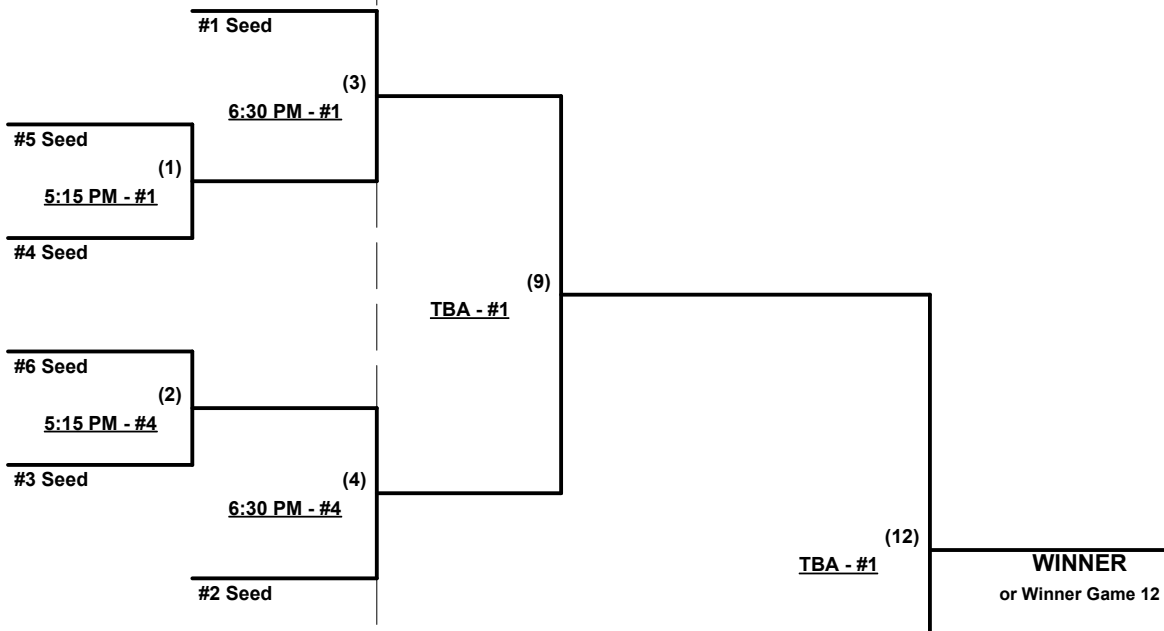 #1 Seed
(3)
6:30 PM - #1
#5 Seed
(1)
5:15 PM - #1
#4 Seed
(9)
TBA - #1
#6 Seed
(2)
5:15 PM - #4
#3 Seed
(4)
6:30 PM - #4
#2 Seed
(12)
TBA - #1
WINNER
or Winner Game 12